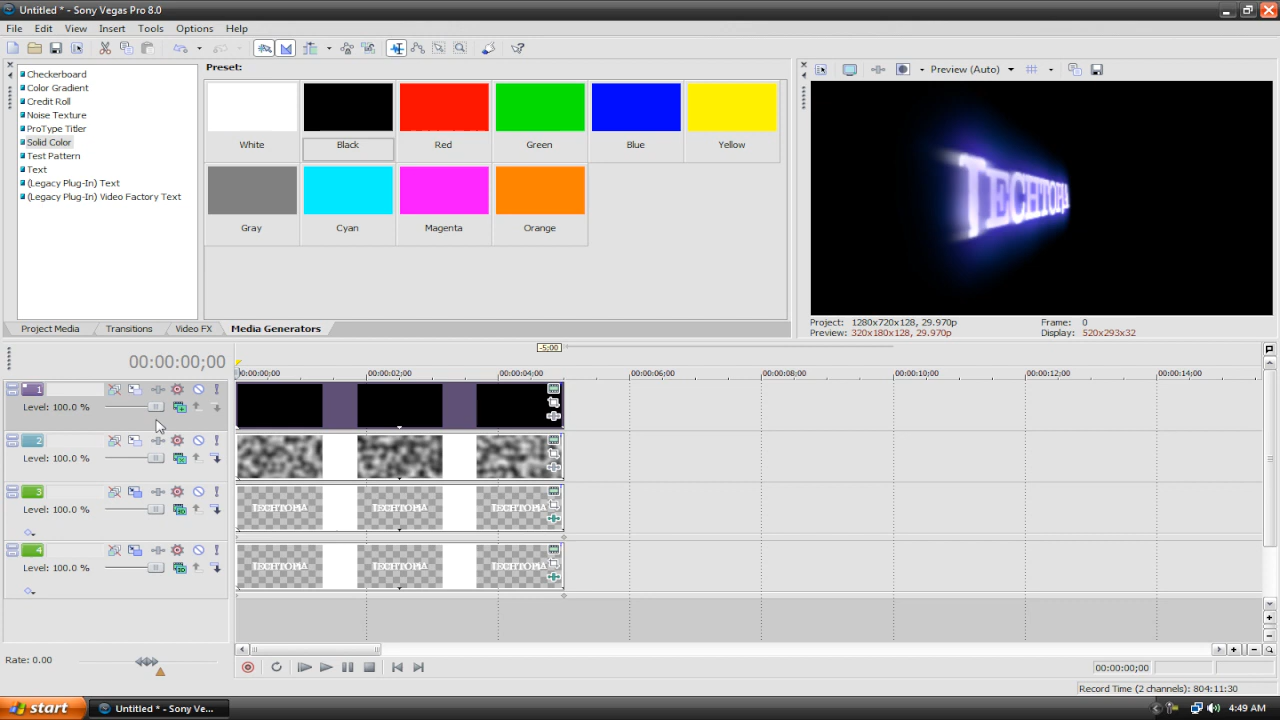 Untitled * - Sony Vegas Pro 8.0
File Edit View Insert Tools Options Help
Checkerboard
Color Gradient
Credit Roll
Noise Texture
ProType Titler
Solid Color
Test Pattern
Text
(Legacy Plug-In) Text
(Legacy Plug-In) Video Factory Text
Preset:
White Black Red Green Blue Yellow
Gray Cyan Magenta Orange
Project Media Transitions Video FX Media Generators
Preview (Auto)
TECHTOPIA
Project: 1280x720x128, 29.970p Frame: 0
Preview: 320x180x128, 29.970p Display: 520x293x32
00:00:00;00
-5;00
00:00:00;00 00:00:02;00 00:00:04;00 00:00:06;00 00:00:08;00 00:00:10;00 00:00:12;00 00:00:14;00
1
Level: 100.0 %
2
Level: 100.0 %
3
Level: 100.0 %
TECHTOPIA TECHTOPIA TECHTOPIA
4
Level: 100.0 %
TECHTOPIA TECHTOPIA TECHTOPIA
Rate: 0.00
00:00:00;00
Record Time (2 channels): 804:11:30
start Untitled * - Sony Ve... 4:49 AM